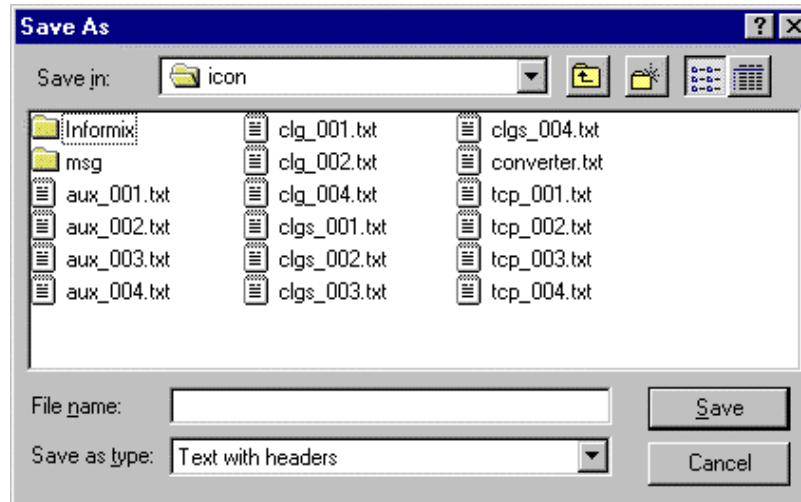 Save As
Save in: icon
Informix clg_001.txt clgs_004.txt
msg clg_002.txt converter.txt
aux_001.txt clg_004.txt tcp_001.txt
aux_002.txt clgs_001.txt tcp_002.txt
aux_003.txt clgs_002.txt tcp_003.txt
aux_004.txt clgs_003.txt tcp_004.txt
File name: Save
Save as type: Text with headers Cancel